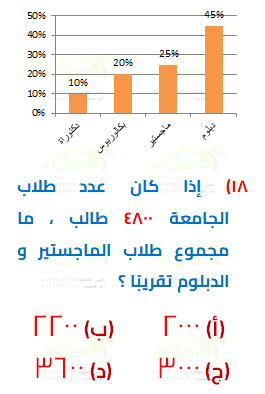 50%
40%
30%
20%
10%
0%
10%
20%
25%
45%
دكتوراة
بكالوريوس
ماجستير
دبلوم
١٨) إذا كان عدد طلاب
الجامعة ٤٨٠٠ طالب ، ما
مجموع طلاب الماجستير و
الدبلوم تقريبًا ؟
(أ) ٢٠٠٠ (ب) ٢٢٠٠
(ج) ٣٠٠٠ (د) ٣٦٠٠